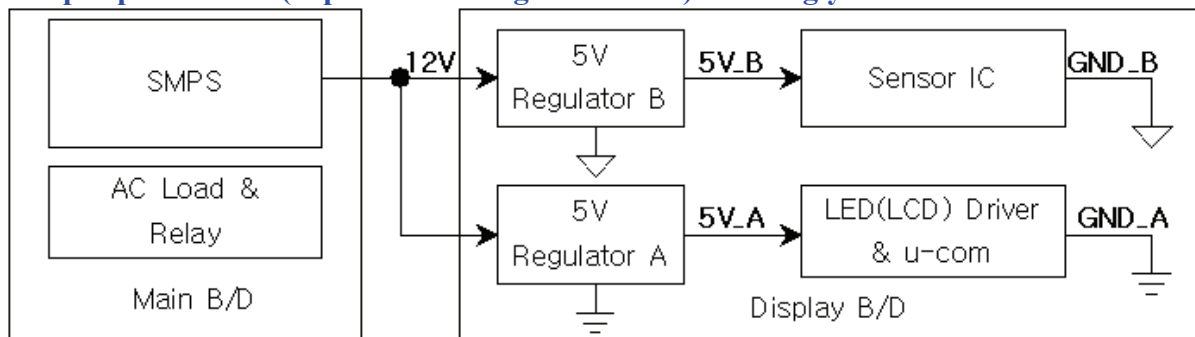 SMPS
AC Load &
Relay
Main B/D
12V
5V
Regulator B
5V_B
Sensor IC
GND_B
5V
Regulator A
5V_A
LED(LCD) Driver
& u-com
GND_A
Display B/D